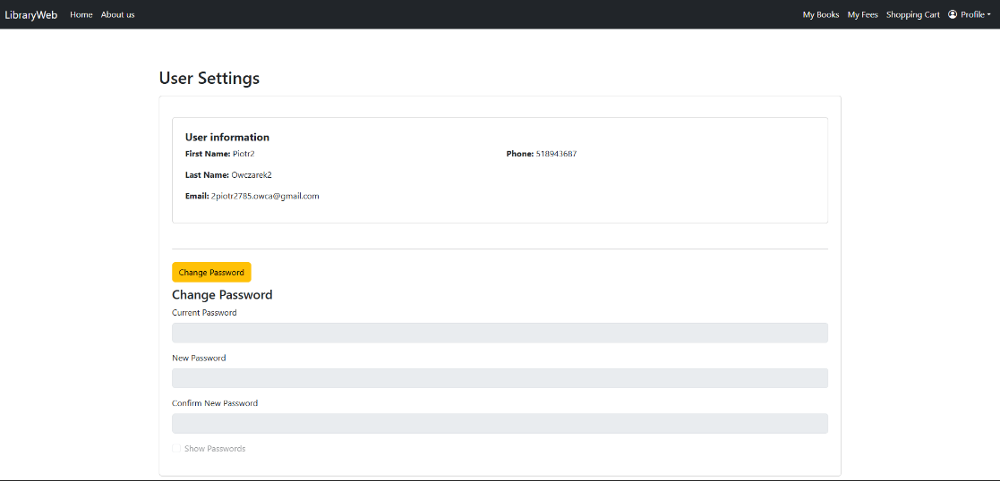 LibraryWeb Home About us My Books My Fees Shopping Cart Profile
User Settings
User information
First Name: Piotr2 Phone: 518943687
Last Name: Owczarek2
Email: 2piotr2785.owca@gmail.com
Change Password
Change Password
Current Password
New Password
Confirm New Password
Show Passwords